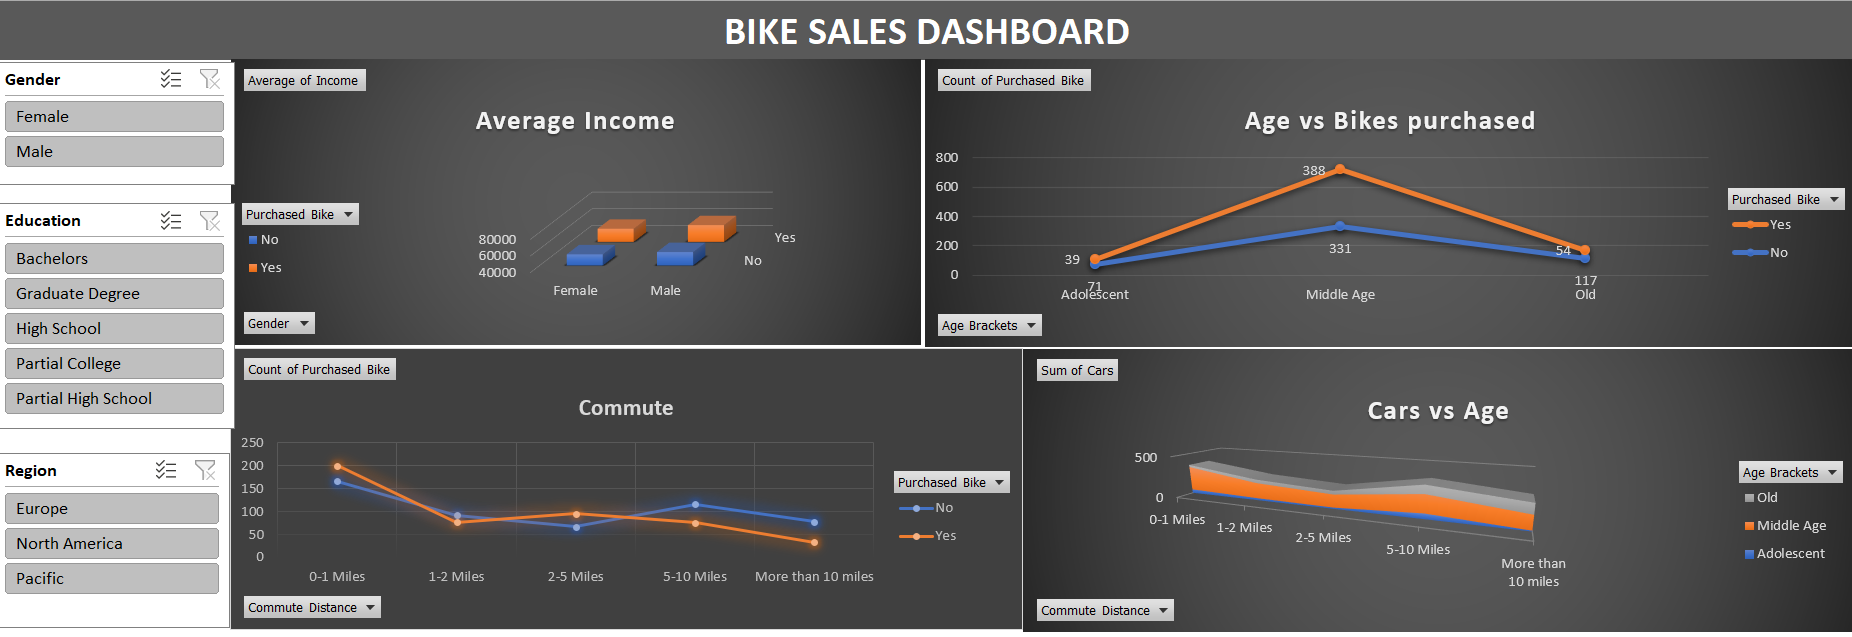 BIKE SALES DASHBOARD
Gender
Female
Male
Education
Bachelors
Graduate Degree
High School
Partial College
Partial High School
Region
Europe
North America
Pacific
Average of Income
Average Income
Purchased Bike
No
Yes
80000
60000
40000
Yes
No
Female
Male
Gender
Count of Purchased Bike
Age vs Bikes purchased
800
600
400
200
0
388
331
39
71
54
117
Adolescent
Middle Age
Old
Purchased Bike
Yes
No
Age Brackets
Count of Purchased Bike
Commute
250
200
150
100
50
0
0-1 Miles
1-2 Miles
2-5 Miles
5-10 Miles
More than 10 miles
Purchased Bike
No
Yes
Commute Distance
Sum of Cars
Cars vs Age
500
0
0-1 Miles
1-2 Miles
2-5 Miles
5-10 Miles
More than
10 miles
Age Brackets
Old
Middle Age
Adolescent
Commute Distance